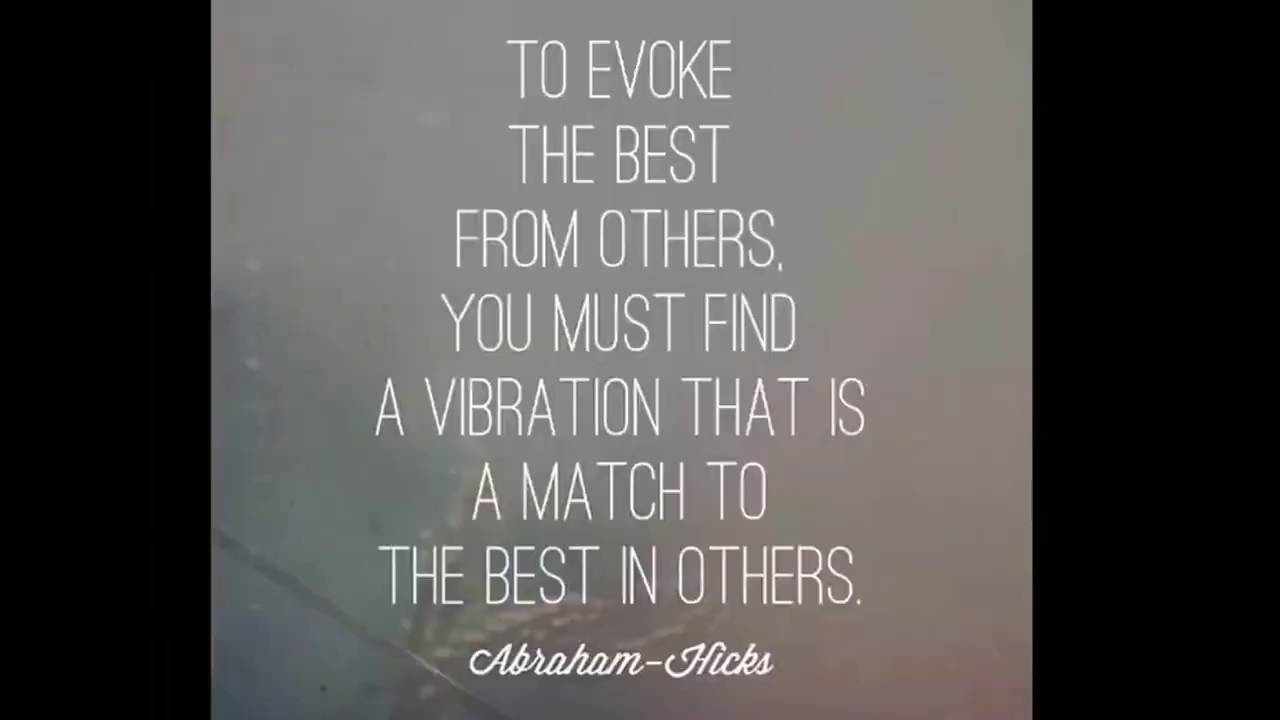 TO EVOKE
THE BEST
FROM OTHERS,
YOU MUST FIND
A VIBRATION THAT IS
A MATCH TO
THE BEST IN OTHERS.
Abraham-Hicks